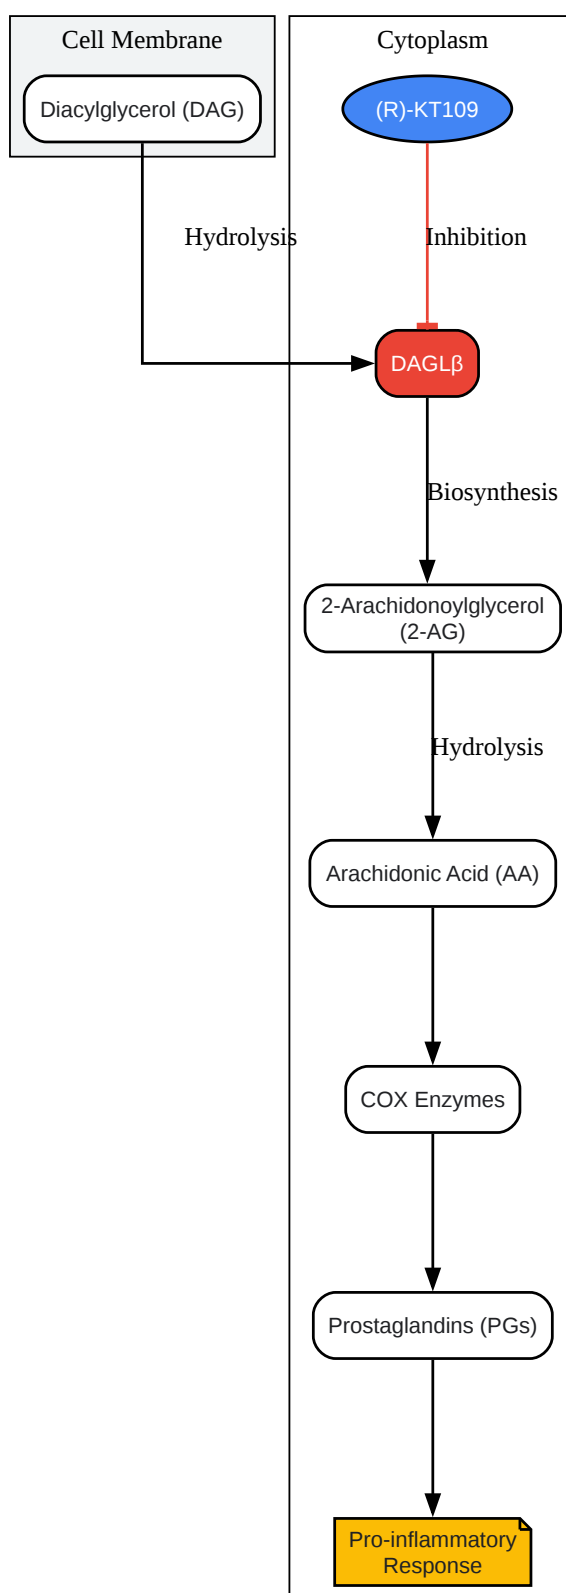 Cell Membrane
Cytoplasm
Diacylglycerol (DAG)
(R)-KT109
Hydrolysis
Inhibition
DAGLβ
Biosynthesis
2-Arachidonoylglycerol
(2-AG)
Hydrolysis
Arachidonic Acid (AA)
COX Enzymes
Prostaglandins (PGs)
Pro-inflammatory
Response